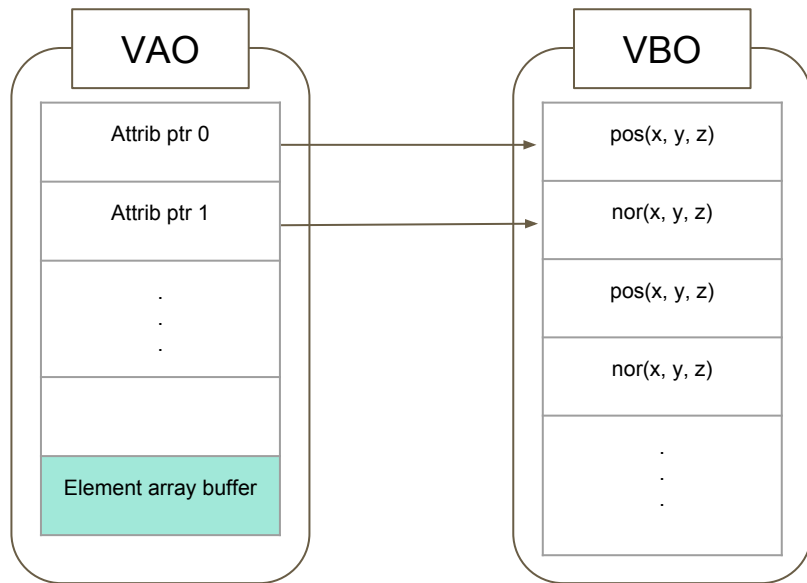 VAO
Attrib ptr 0
Attrib ptr 1
.
.
.
Element array buffer
VBO
pos(x, y, z)
nor(x, y, z)
pos(x, y, z)
nor(x, y, z)
.
.
.